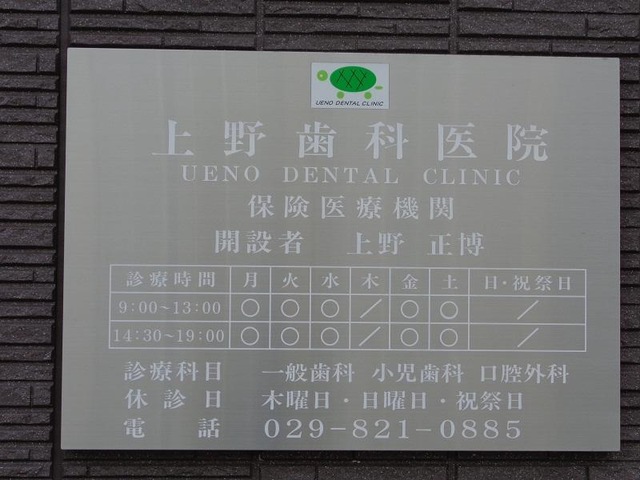 UENO DENTAL CLINIC
上野歯科医院
UENO DENTAL CLINIC
保険医療機関
開設者 上野 正博
診療時間 月 火 水 木 金 土 日・祝祭日
9:00~13:00 ○ ○ ○ ／ ○ ○ ／
14:30~19:00 ○ ○ ○ ／ ○ ○ ／
診療科目 一般歯科 小児歯科 口腔外科
休診日 木曜日・日曜日・祝祭日
電話 029-821-0885